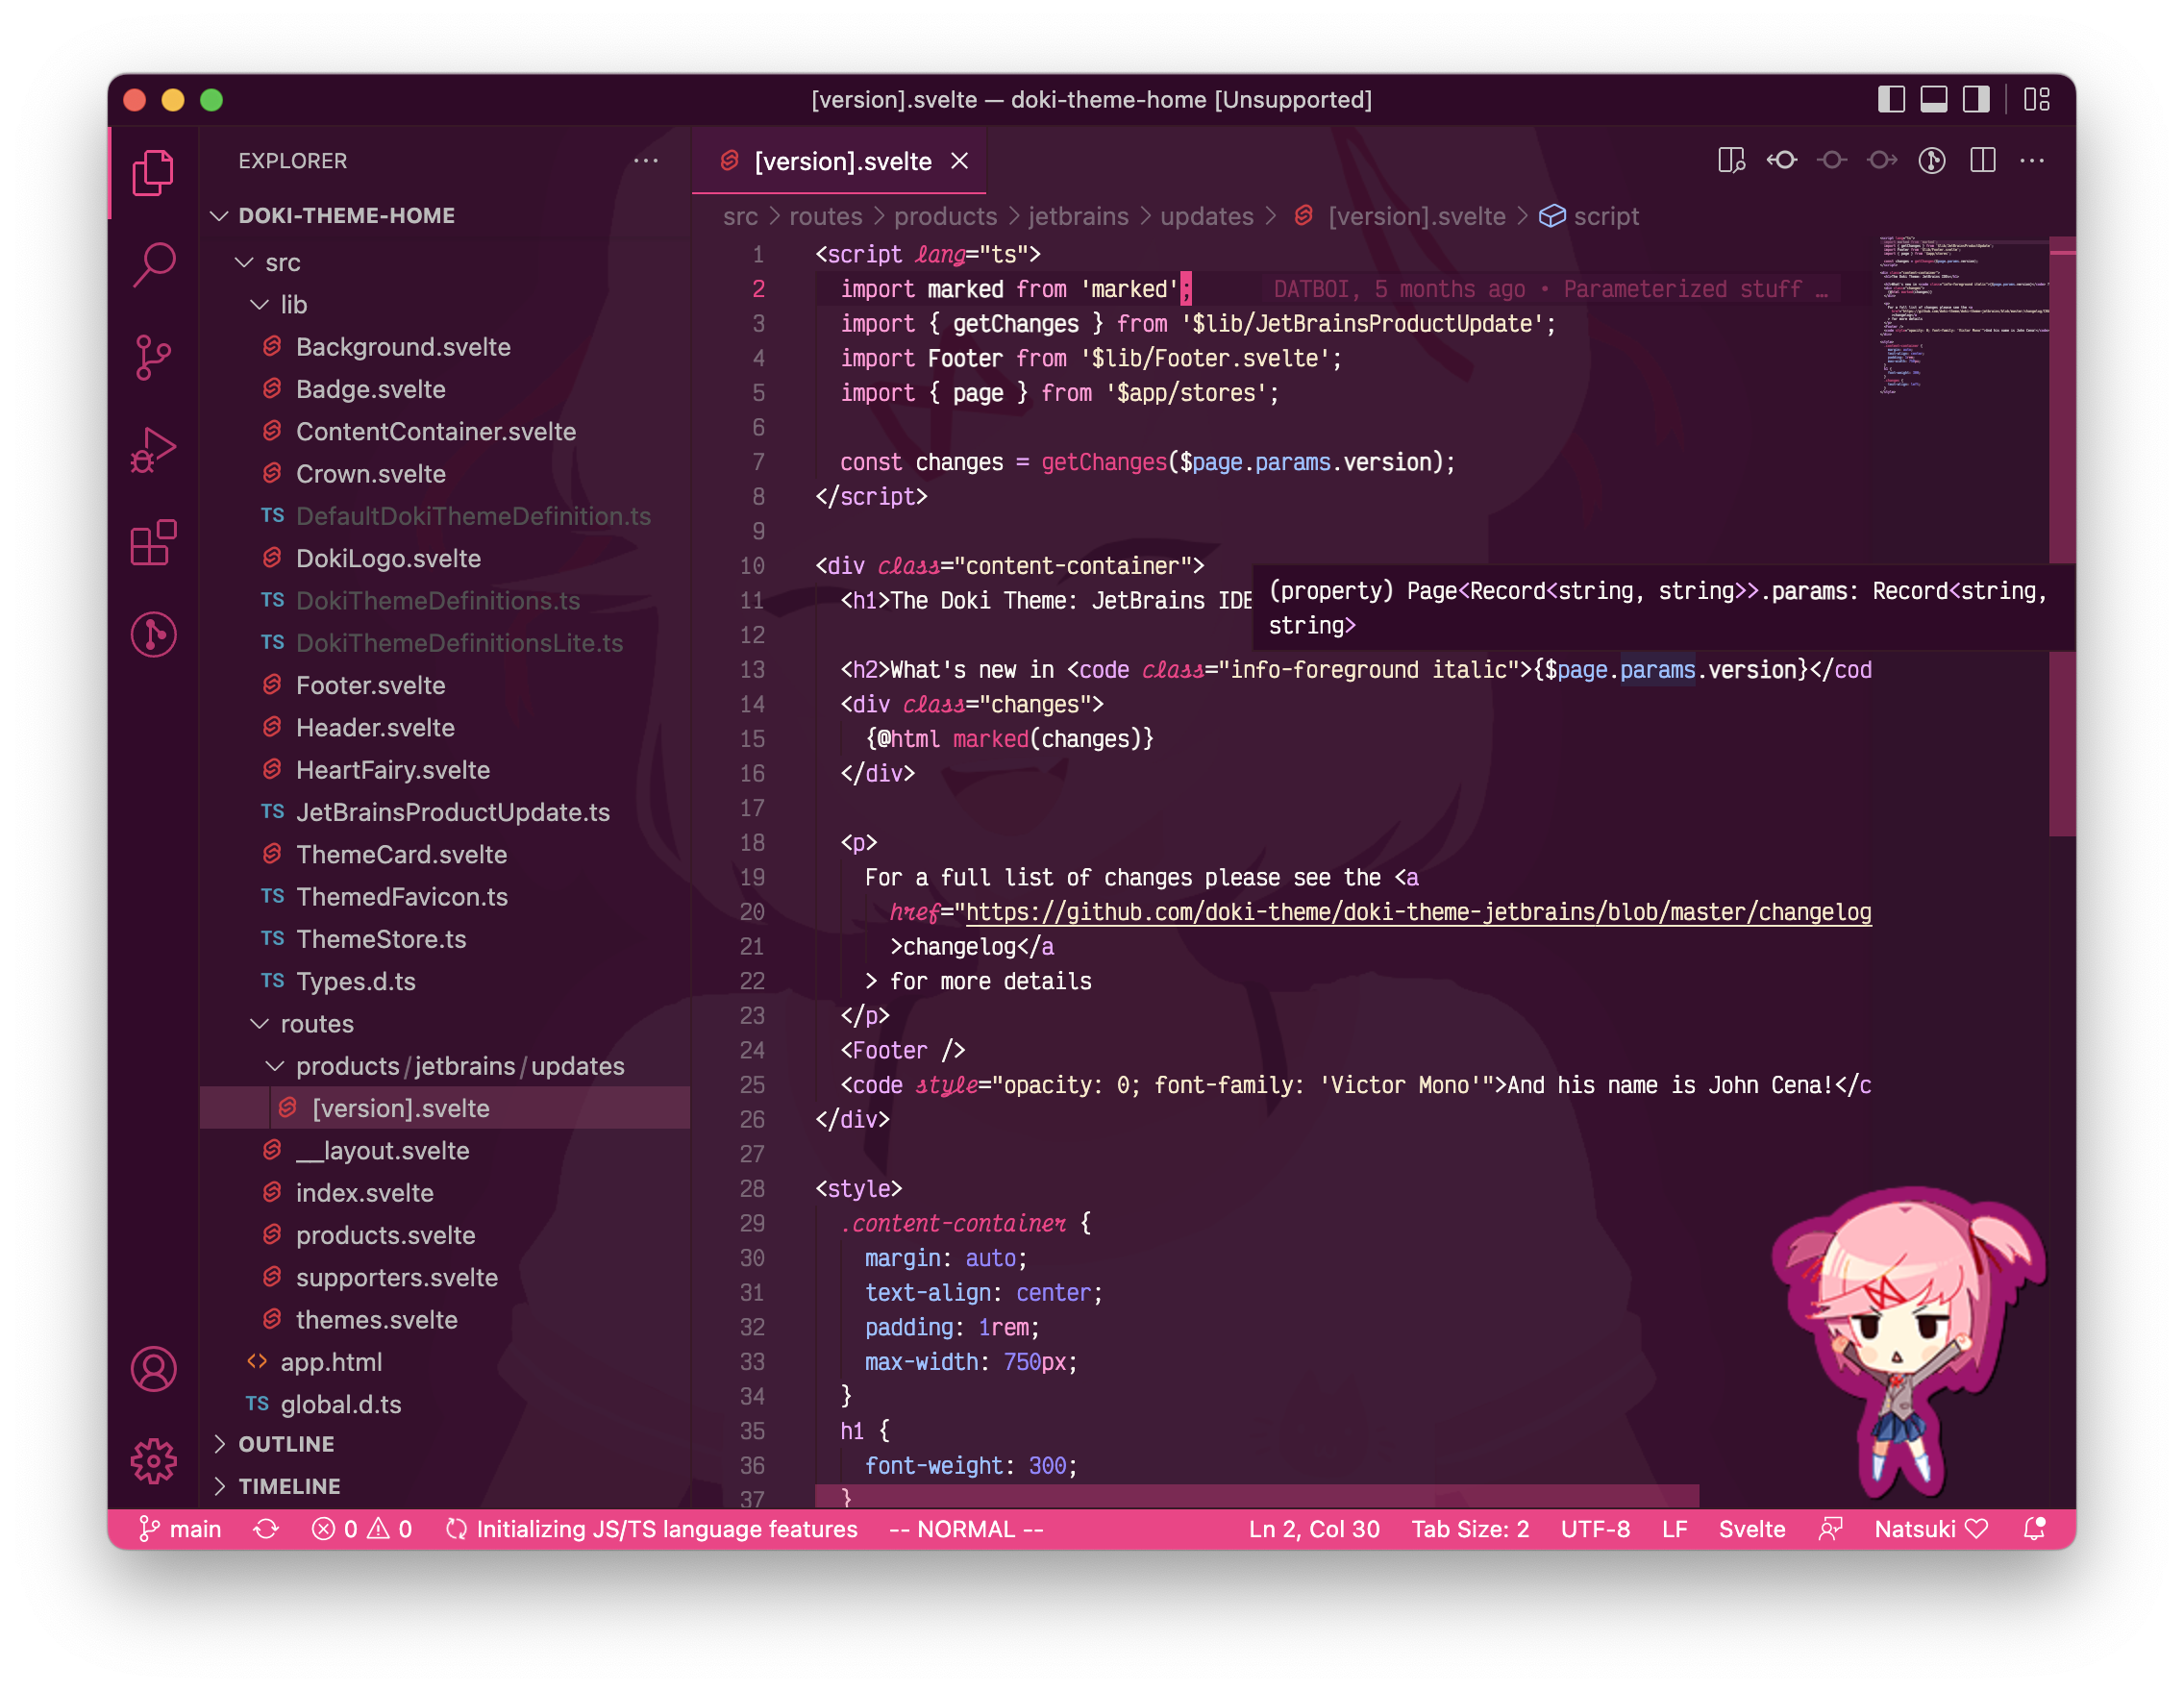 [version].svelte — doki-theme-home [Unsupported]
EXPLORER
DOKI-THEME-HOME
src
lib
Background.svelte
Badge.svelte
ContentContainer.svelte
Crown.svelte
TS DefaultDokiThemeDefinition.ts
DokiLogo.svelte
TS DokiThemeDefinitions.ts
TS DokiThemeDefinitionsLite.ts
Footer.svelte
Header.svelte
HeartFairy.svelte
TS JetBrainsProductUpdate.ts
ThemeCard.svelte
TS ThemedFavicon.ts
TS ThemeStore.ts
TS Types.d.ts
routes
products/jetbrains/updates
[version].svelte
__layout.svelte
index.svelte
products.svelte
supporters.svelte
themes.svelte
<> app.html
TS global.d.ts
OUTLINE
TIMELINE
[version].svelte
src > routes > products > jetbrains > updates > [version].svelte > script
1 <script lang="ts">
2 import marked from 'marked'; DATBOI, 5 months ago • Parameterized stuff …
3 import { getChanges } from '$lib/JetBrainsProductUpdate';
4 import Footer from '$lib/Footer.svelte';
5 import { page } from '$app/stores';
6
7 const changes = getChanges($page.params.version);
8 </script>
9
10 <div class="content-container">
11 <h1>The Doki Theme: JetBrains IDE
(property) Page<Record<string, string>>.params: Record<string,
string>
12
13 <h2>What's new in <code class="info-foreground italic">{$page.params.version}</cod
14 <div class="changes">
15 {@html marked(changes)}
16 </div>
17
18 <p>
19 For a full list of changes please see the <a
20 href="https://github.com/doki-theme/doki-theme-jetbrains/blob/master/changelog
21 >changelog</a
22 > for more details
23 </p>
24 <Footer />
25 <code style="opacity: 0; font-family: 'Victor Mono'">And his name is John Cena!</c
26 </div>
27
28 <style>
29 .content-container {
30 margin: auto;
31 text-align: center;
32 padding: 1rem;
33 max-width: 750px;
34 }
35 h1 {
36 font-weight: 300;
37 }
main 0 0 Initializing JS/TS language features -- NORMAL -- Ln 2, Col 30 Tab Size: 2 UTF-8 LF Svelte Natsuki ♡